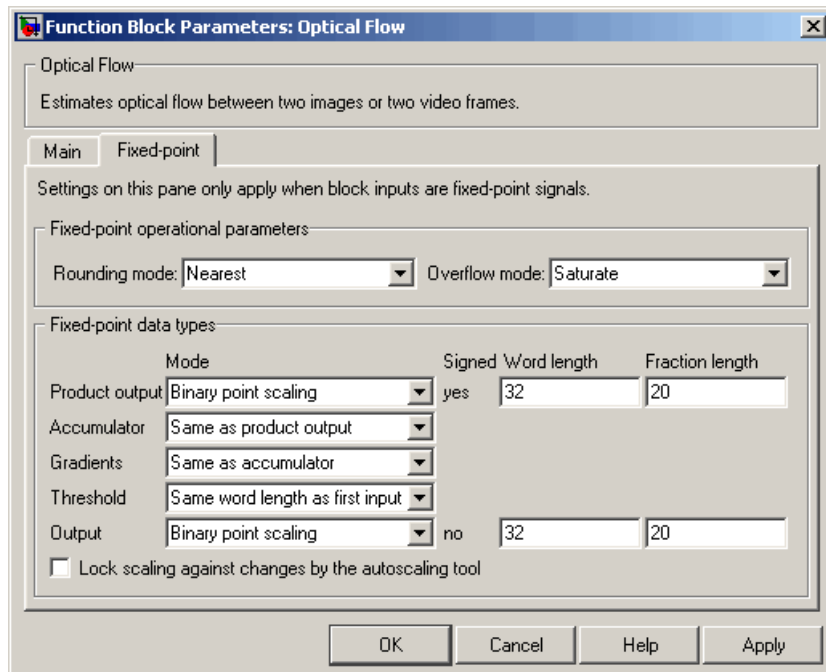 Function Block Parameters: Optical Flow
Optical Flow
Estimates optical flow between two images or two video frames.
Main Fixed-point
Settings on this pane only apply when block inputs are fixed-point signals.
Fixed-point operational parameters
Rounding mode: Nearest Overflow mode: Saturate
Fixed-point data types
Mode Signed Word length Fraction length
Product output Binary point scaling yes 32 20
Accumulator Same as product output
Gradients Same as accumulator
Threshold Same word length as first input
Output Binary point scaling no 32 20
Lock scaling against changes by the autoscaling tool
OK Cancel Help Apply